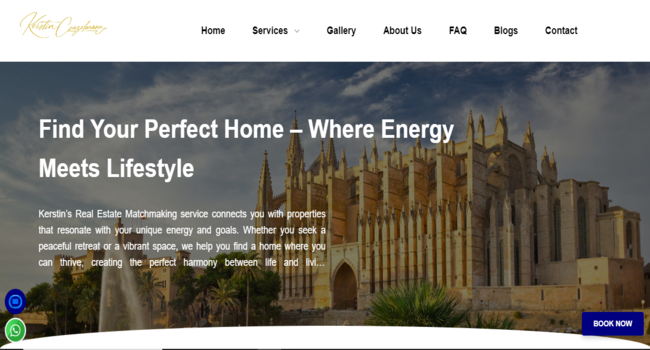 Home
Services
Gallery
About Us
FAQ
Blogs
Contact
Find Your Perfect Home – Where Energy
Meets Lifestyle
Kerstin's Real Estate Matchmaking service connects you with properties
that resonate with your unique energy and goals. Whether you seek a
peaceful retreat or a vibrant space, we help you find a home where you
can thrive, creating the perfect harmony between life and livi...
BOOK NOW